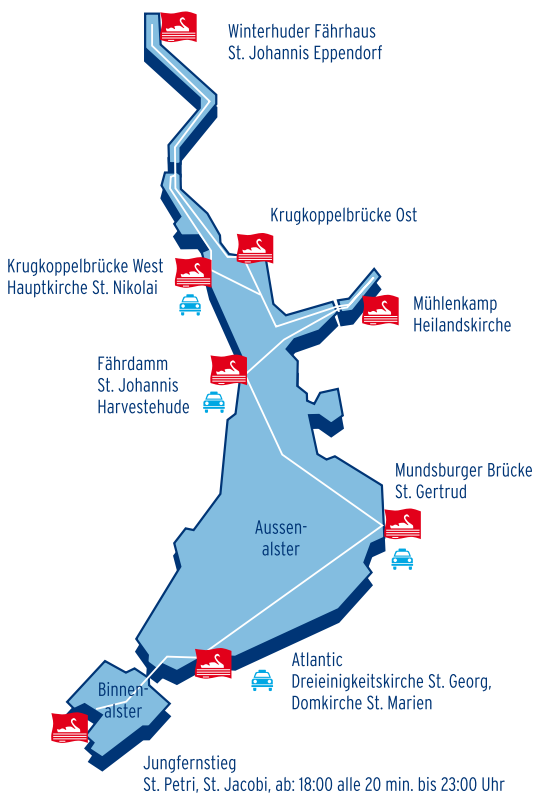 Winterhuder Fährhaus
St. Johannis Eppendorf
Krugkoppelbrücke Ost
Krugkoppelbrücke West
Hauptkirche St. Nikolai
Mühlenkamp
Heilandskirche
Fährdamm
St. Johannis
Harvestehude
Mundsburger Brücke
St. Gertrud
Aussen-
alster
Atlantic
Dreieinigkeitskirche St. Georg,
Domkirche St. Marien
Binnen-
alster
Jungfernstieg
St. Petri, St. Jacobi, ab: 18:00 alle 20 min. bis 23:00 Uhr